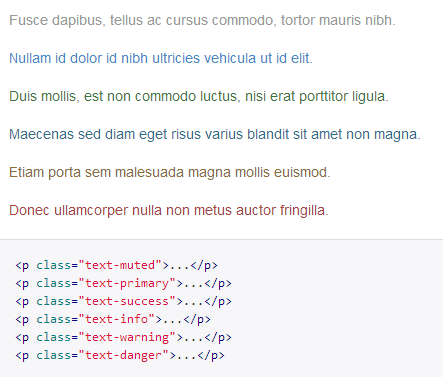 Fusce dapibus, tellus ac cursus commodo, tortor mauris nibh.
Nullam id dolor id nibh ultricies vehicula ut id elit.
Duis mollis, est non commodo luctus, nisi erat porttitor ligula.
Maecenas sed diam eget risus varius blandit sit amet non magna.
Etiam porta sem malesuada magna mollis euismod.
Donec ullamcorper nulla non metus auctor fringilla.
<p class="text-muted">...</p>
<p class="text-primary">...</p>
<p class="text-success">...</p>
<p class="text-info">...</p>
<p class="text-warning">...</p>
<p class="text-danger">...</p>